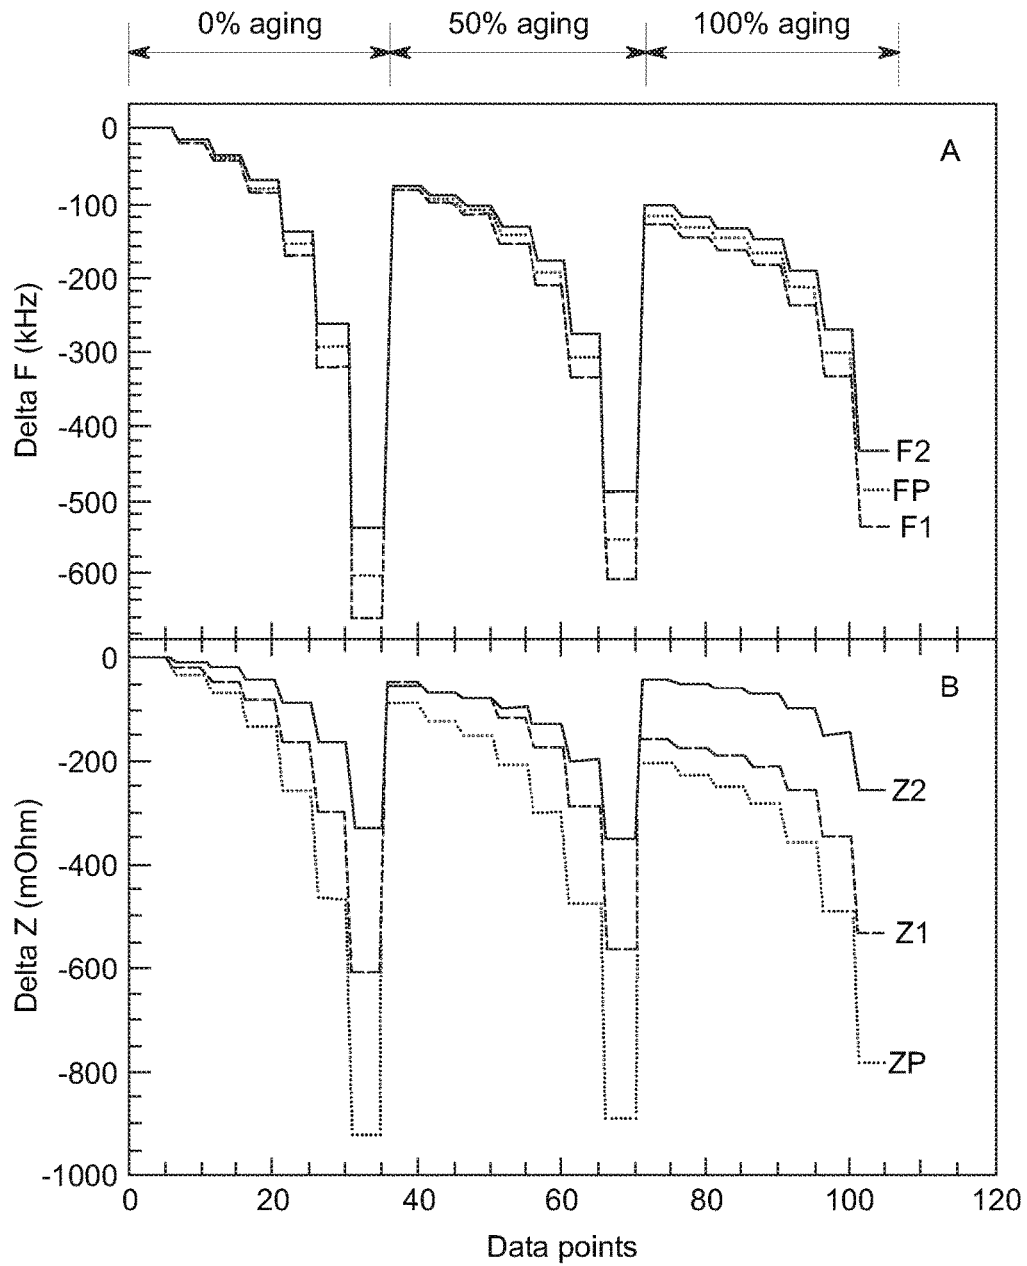 0% aging 50% aging 100% aging
A
0
-100
-200
-300
-400
-500
-600
Delta F (kHz)
F2
FP
F1
B
0
-200
-400
-600
-800
-1000
Delta Z (mOhm)
Z2
Z1
ZP
0 20 40 60 80 100 120
Data points